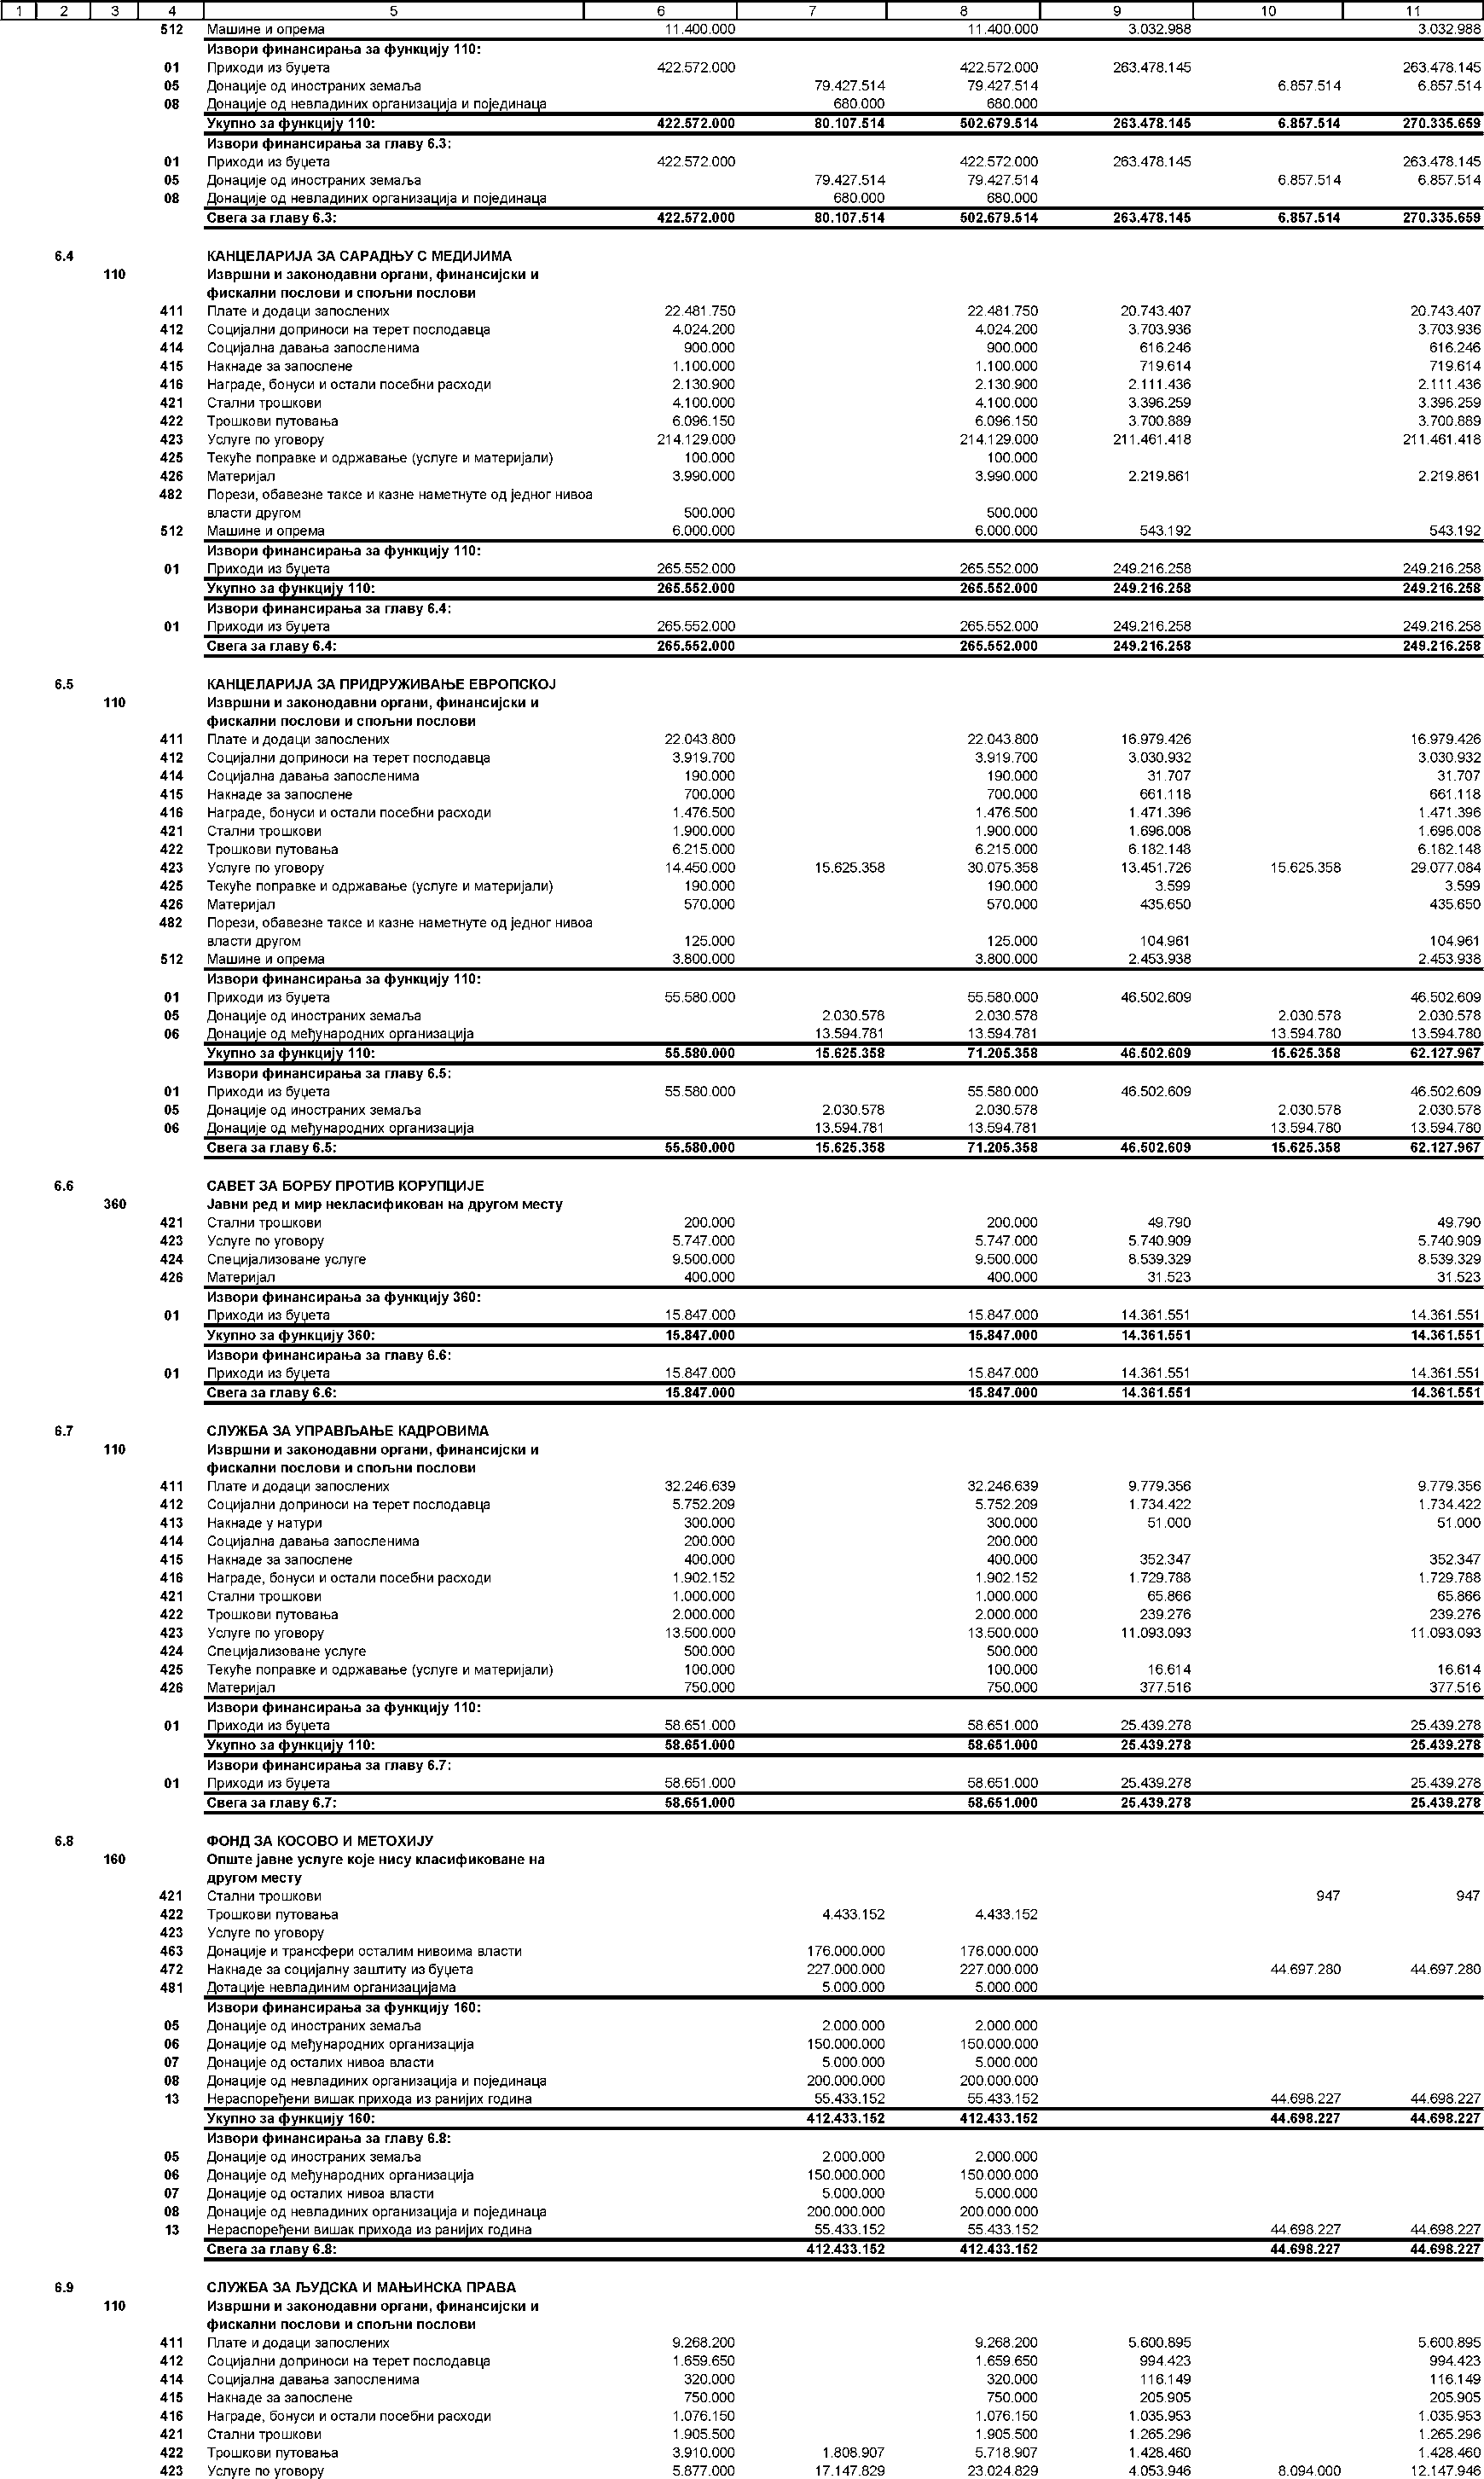 1 2 3 4 5 6 7 8 9 10 11
512 Машине и опрема 11.400.000 11.400.000 3.032.988 3.032.988
Извори финансирања за функцију 110:
01 Приходи из буџета 422.572.000 422.572.000 263.478.145 263.478.145
05 Донације од иностраних земаља 79.427.514 79.427.514 6.857.514 6.857.514
08 Донације од невладиних организација и појединаца 680.000 680.000
Укупно за функцију 110: 422.572.000 80.107.514 502.679.514 263.478.145 6.857.514 270.335.659
Извори финансирања за главу 6.3:
01 Приходи из буџета 422.572.000 422.572.000 263.478.145 263.478.145
05 Донације од иностраних земаља 79.427.514 79.427.514 6.857.514 6.857.514
08 Донације од невладиних организација и појединаца 680.000 680.000
Свега за главу 6.3: 422.572.000 80.107.514 502.679.514 263.478.145 6.857.514 270.335.659
6.4 КАНЦЕЛАРИЈА ЗА САРАДЊУ С МЕДИЈИМА
110 Извршни и законодавни органи, финансијски и
фискални послови и спољни послови
411 Плате и додаци запослених 22.481.750 22.481.750 20.743.407 20.743.407
412 Социјални доприноси на терет послодавца 4.024.200 4.024.200 3.703.936 3.703.936
414 Социјална давања запосленима 900.000 900.000 616.246 616.246
415 Накнаде за запослене 1.100.000 1.100.000 719.614 719.614
416 Награде, бонуси и остали посебни расходи 2.130.900 2.130.900 2.111.436 2.111.436
421 Стални трошкови 4.100.000 4.100.000 3.396.259 3.396.259
422 Трошкови путовања 6.096.150 6.096.150 3.700.889 3.700.889
423 Услуге по уговору 214.129.000 214.129.000 211.461.418 211.461.418
425 Текуће поправке и одржавање (услуге и материјали) 100.000 100.000
426 Материјал 3.990.000 3.990.000 2.219.861 2.219.861
482 Порези, обавезне таксе и казне наметнуте од једног нивоа
власти другом 500.000 500.000
512 Машине и опрема 6.000.000 6.000.000 543.192 543.192
Извори финансирања за функцију 110:
01 Приходи из буџета 265.552.000 265.552.000 249.216.258 249.216.258
Укупно за функцију 110: 265.552.000 265.552.000 249.216.258 249.216.258
Извори финансирања за главу 6.4:
01 Приходи из буџета 265.552.000 265.552.000 249.216.258 249.216.258
Свега за главу 6.4: 265.552.000 265.552.000 249.216.258 249.216.258
6.5 КАНЦЕЛАРИЈА ЗА ПРИДРУЖИВАЊЕ ЕВРОПСКОЈ
110 Извршни и законодавни органи, финансијски и
фискални послови и спољни послови
411 Плате и додаци запослених 22.043.800 22.043.800 16.979.426 16.979.426
412 Социјални доприноси на терет послодавца 3.919.700 3.919.700 3.030.932 3.030.932
414 Социјална давања запосленима 190.000 190.000 31.707 31.707
415 Накнаде за запослене 700.000 700.000 661.118 661.118
416 Награде, бонуси и остали посебни расходи 1.476.500 1.476.500 1.471.396 1.471.396
421 Стални трошкови 1.900.000 1.900.000 1.696.008 1.696.008
422 Трошкови путовања 6.215.000 6.215.000 6.182.148 6.182.148
423 Услуге по уговору 14.450.000 15.625.358 30.075.358 13.451.726 15.625.358 29.077.084
425 Текуће поправке и одржавање (услуге и материјали) 190.000 190.000 3.599 3.599
426 Материјал 570.000 570.000 435.650 435.650
482 Порези, обавезне таксе и казне наметнуте од једног нивоа
власти другом 125.000 125.000 104.961 104.961
512 Машине и опрема 3.800.000 3.800.000 2.453.938 2.453.938
Извори финансирања за функцију 110:
01 Приходи из буџета 55.580.000 55.580.000 46.502.609 46.502.609
05 Донације од иностраних земаља 2.030.578 2.030.578 2.030.578 2.030.578
06 Донације од међународних организација 13.594.781 13.594.781 13.594.780 13.594.780
Укупно за функцију 110: 55.580.000 15.625.358 71.205.358 46.502.609 15.625.358 62.127.967
Извори финансирања за главу 6.5:
01 Приходи из буџета 55.580.000 55.580.000 46.502.609 46.502.609
05 Донације од иностраних земаља 2.030.578 2.030.578 2.030.578 2.030.578
06 Донације од међународних организација 13.594.781 13.594.781 13.594.780 13.594.780
Свега за главу 6.5: 55.580.000 15.625.358 71.205.358 46.502.609 15.625.358 62.127.967
6.6 САВЕТ ЗА БОРБУ ПРОТИВ КОРУПЦИЈЕ
360 Јавни ред и мир некласификован на другом месту
421 Стални трошкови 200.000 200.000 49.790 49.790
423 Услуге по уговору 5.747.000 5.747.000 5.740.909 5.740.909
424 Специјализоване услуге 9.500.000 9.500.000 8.539.329 8.539.329
426 Материјал 400.000 400.000 31.523 31.523
Извори финансирања за функцију 360:
01 Приходи из буџета 15.847.000 15.847.000 14.361.551 14.361.551
Укупно за функцију 360: 15.847.000 15.847.000 14.361.551 14.361.551
Извори финансирања за главу 6.6:
01 Приходи из буџета 15.847.000 15.847.000 14.361.551 14.361.551
Свега за главу 6.6: 15.847.000 15.847.000 14.361.551 14.361.551
6.7 СЛУЖБА ЗА УПРАВЉАЊЕ КАДРОВИМА
110 Извршни и законодавни органи, финансијски и
фискални послови и спољни послови
411 Плате и додаци запослених 32.246.639 32.246.639 9.779.356 9.779.356
412 Социјални доприноси на терет послодавца 5.752.209 5.752.209 1.734.422 1.734.422
413 Накнаде у натури 300.000 300.000 51.000 51.000
414 Социјална давања запосленима 200.000 200.000
415 Накнаде за запослене 400.000 400.000 352.347 352.347
416 Награде, бонуси и остали посебни расходи 1.902.152 1.902.152 1.729.788 1.729.788
421 Стални трошкови 1.000.000 1.000.000 65.866 65.866
422 Трошкови путовања 2.000.000 2.000.000 239.276 239.276
423 Услуге по уговору 13.500.000 13.500.000 11.093.093 11.093.093
424 Специјализоване услуге 500.000 500.000
425 Текуће поправке и одржавање (услуге и материјали) 100.000 100.000 16.614 16.614
426 Материјал 750.000 750.000 377.516 377.516
Извори финансирања за функцију 110:
01 Приходи из буџета 58.651.000 58.651.000 25.439.278 25.439.278
Укупно за функцију 110: 58.651.000 58.651.000 25.439.278 25.439.278
Извори финансирања за главу 6.7:
01 Приходи из буџета 58.651.000 58.651.000 25.439.278 25.439.278
Свега за главу 6.7: 58.651.000 58.651.000 25.439.278 25.439.278
6.8 ФОНД ЗА КОСОВО И МЕТОХИЈУ
160 Опште јавне услуге које нису класификоване на
другом месту
421 Стални трошкови 947 947
422 Трошкови путовања 4.433.152 4.433.152
423 Услуге по уговору
463 Донације и трансфери осталим нивоима власти 176.000.000 176.000.000
472 Накнаде за социјалну заштиту из буџета 227.000.000 227.000.000 44.697.280 44.697.280
481 Дотације невладиним организацијама 5.000.000 5.000.000
Извори финансирања за функцију 160:
05 Донације од иностраних земаља 2.000.000 2.000.000
06 Донације од међународних организација 150.000.000 150.000.000
07 Донације од осталих нивоа власти 5.000.000 5.000.000
08 Донације од невладиних организација и појединаца 200.000.000 200.000.000
13 Нераспоређени вишак прихода из ранијих година 55.433.152 55.433.152 44.698.227 44.698.227
Укупно за функцију 160: 412.433.152 412.433.152 44.698.227 44.698.227
Извори финансирања за главу 6.8:
05 Донације од иностраних земаља 2.000.000 2.000.000
06 Донације од међународних организација 150.000.000 150.000.000
07 Донације од осталих нивоа власти 5.000.000 5.000.000
08 Донације од невладиних организација и појединаца 200.000.000 200.000.000
13 Нераспоређени вишак прихода из ранијих година 55.433.152 55.433.152 44.698.227 44.698.227
Свега за главу 6.8: 412.433.152 412.433.152 44.698.227 44.698.227
6.9 СЛУЖБА ЗА ЉУДСКА И МАЊИНСКА ПРАВА
110 Извршни и законодавни органи, финансијски и
фискални послови и спољни послови
411 Плате и додаци запослених 9.268.200 9.268.200 5.600.895 5.600.895
412 Социјални доприноси на терет послодавца 1.659.650 1.659.650 994.423 994.423
414 Социјална давања запосленима 320.000 320.000 116.149 116.149
415 Накнаде за запослене 750.000 750.000 205.905 205.905
416 Награде, бонуси и остали посебни расходи 1.076.150 1.076.150 1.035.953 1.035.953
421 Стални трошкови 1.905.500 1.905.500 1.265.296 1.265.296
422 Трошкови путовања 3.910.000 1.808.907 5.718.907 1.428.460 1.428.460
423 Услуге по уговору 5.877.000 17.147.829 23.024.829 4.053.946 8.094.000 12.147.946